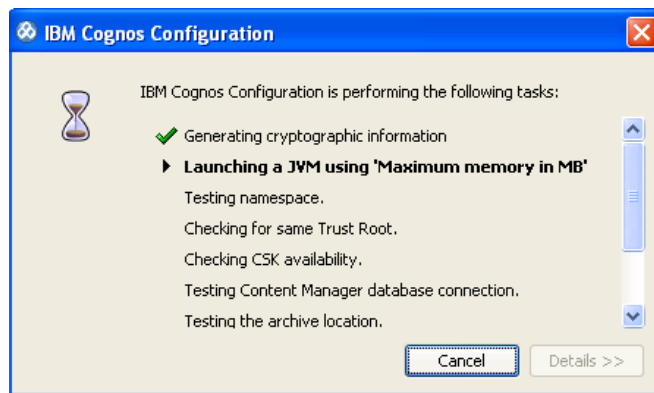 IBM Cognos Configuration
IBM Cognos Configuration is performing the following tasks:
Generating cryptographic information
Launching a JVM using 'Maximum memory in MB'
Testing namespace.
Checking for same Trust Root.
Checking CSK availability.
Testing Content Manager database connection.
Testing the archive location.
Cancel
Details >>